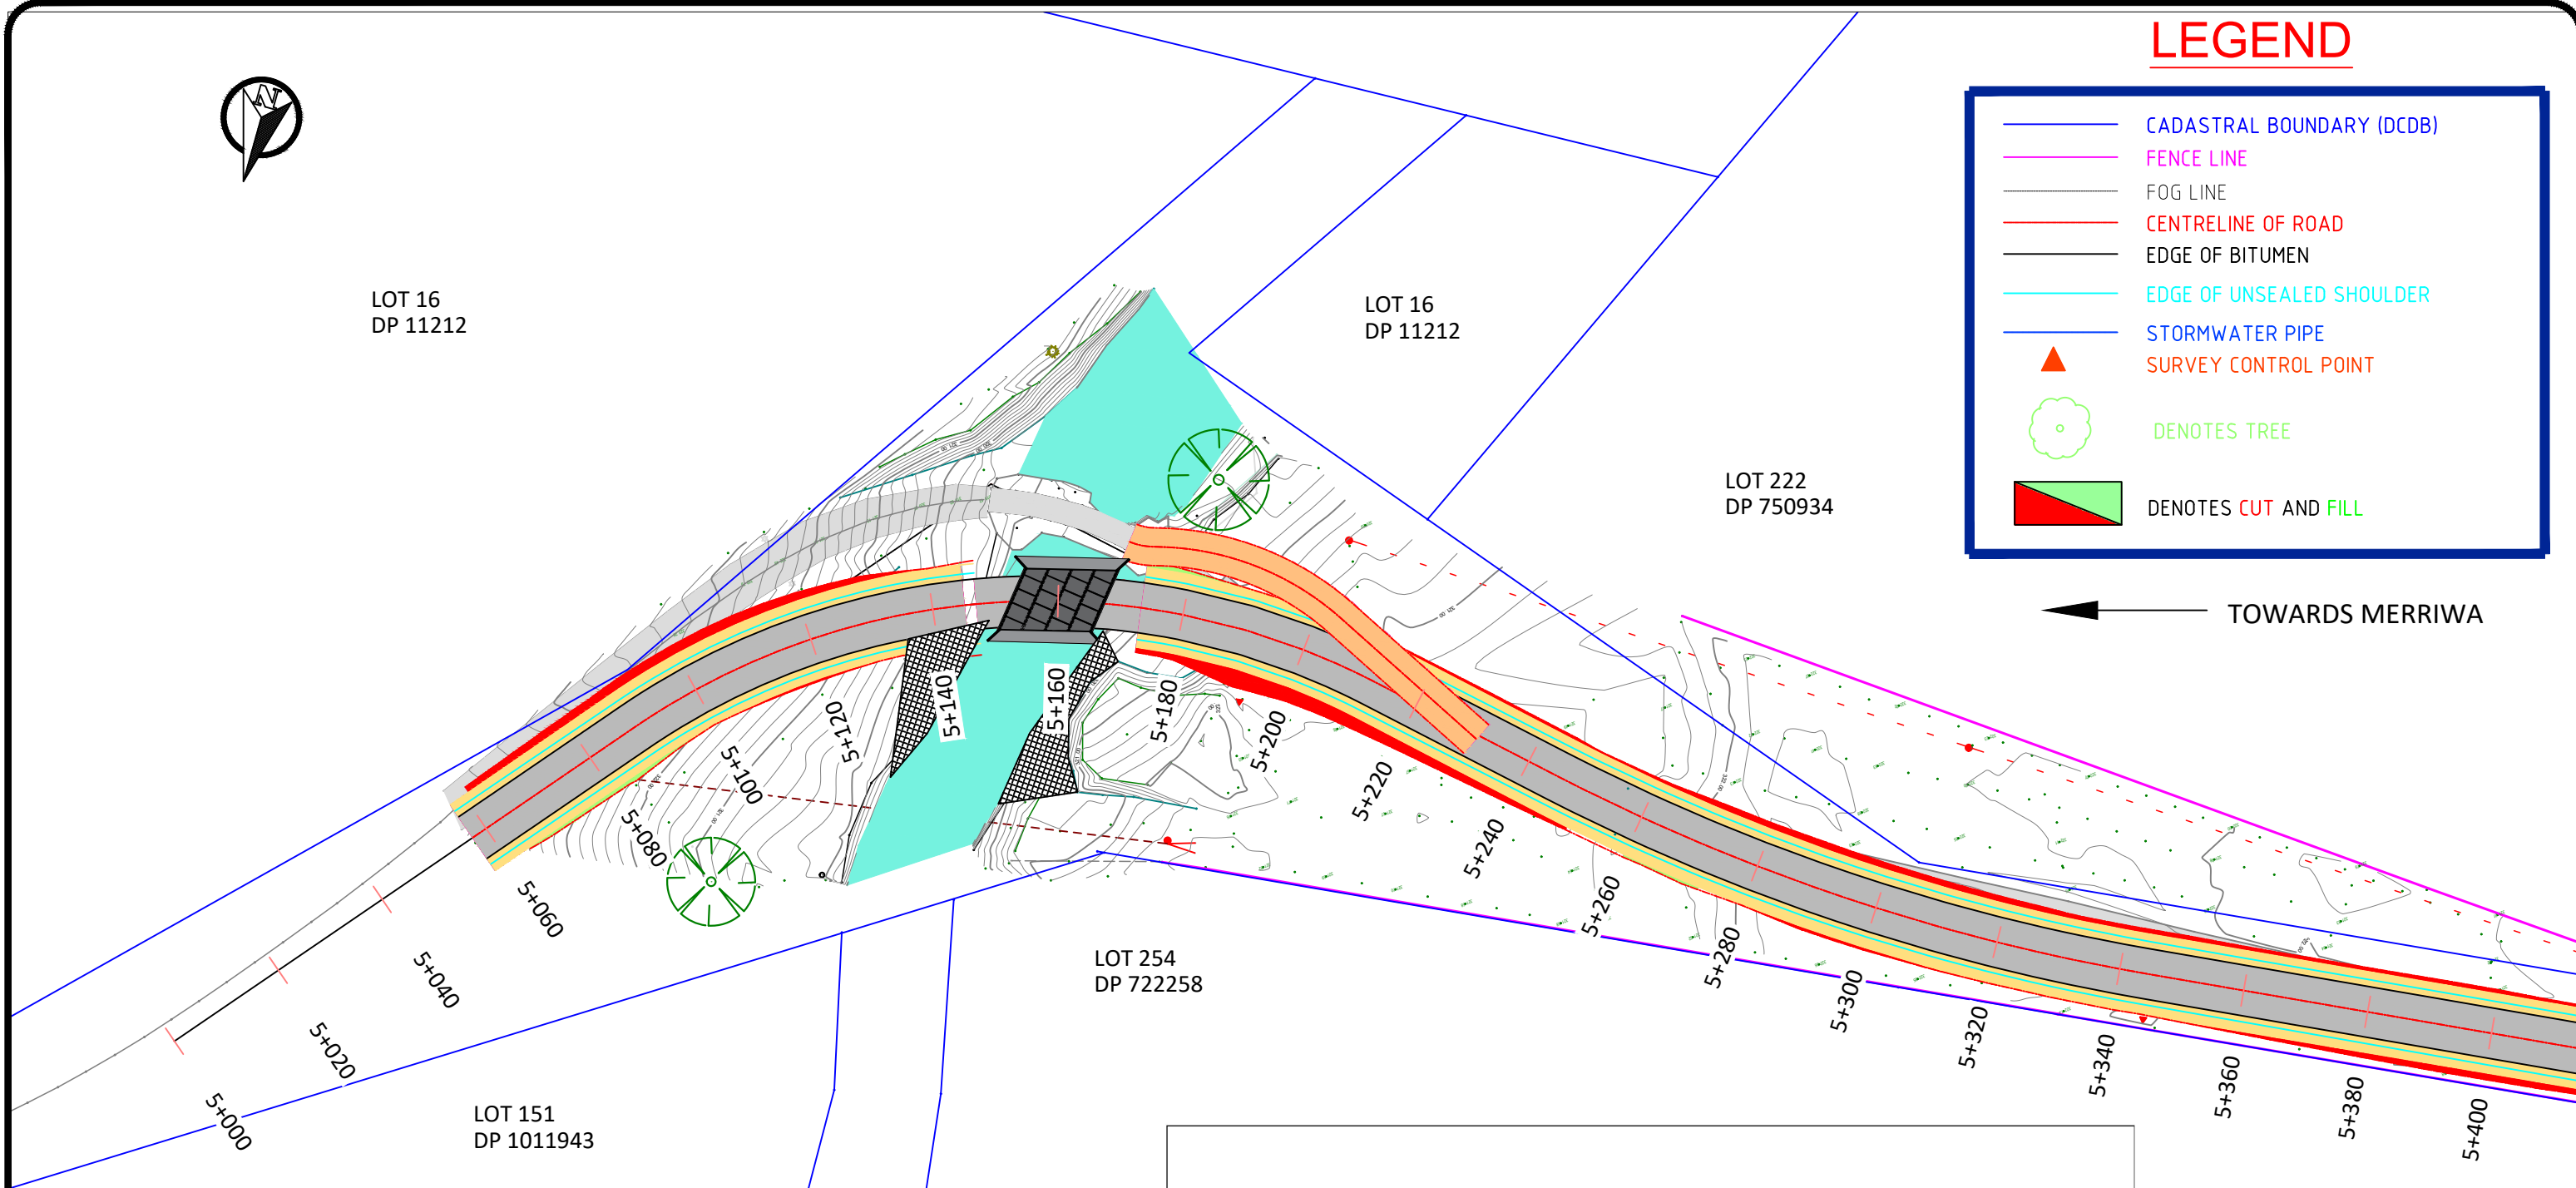 LEGEND
CADASTRAL BOUNDARY (DCDB)
FENCE LINE
FOG LINE
CENTRELINE OF ROAD
EDGE OF BITUMEN
EDGE OF UNSEALED SHOULDER
STORMWATER PIPE
SURVEY CONTROL POINT
DENOTES TREE
DENOTES CUT AND FILL
TOWARDS MERRIWA
N
LOT 16
DP 11212
LOT 16
DP 11212
LOT 222
DP 750934
LOT 254
DP 722258
LOT 151
DP 1011943
5+000
5+020
5+040
5+060
5+080
5+100
5+120
5+140
5+160
5+180
5+200
5+220
5+240
5+260
5+280
5+300
5+320
5+340
5+360
5+380
5+400